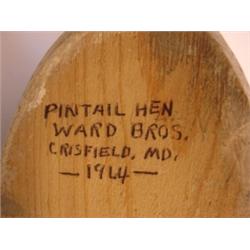 PINTAIL HEN
WARD BROS.
CRISFIELD, MD,
—1964—